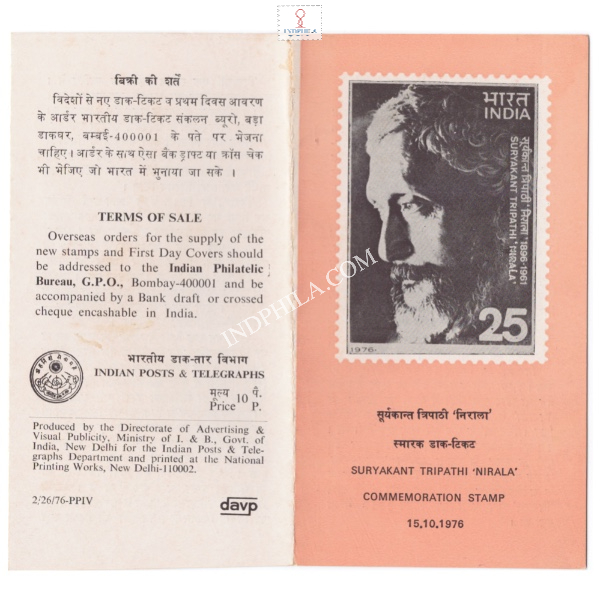 INDPHILA
बिक्री की शर्तें
विदेशों से नए डाक-टिकट व प्रथम दिवस आवरण
के आर्डर भारतीय डाक-टिकट संकलन ब्यूरो, बड़ा
डाकघर, बम्बई-400001 के पते पर भेजना
चाहिए। आर्डर के साथ ऐसा बैंक ड्राफ्ट या क्रॉस चेक
भी भेजिए जो भारत में भुनाया जा सके ।
TERMS OF SALE
Overseas orders for the supply of the
new stamps and First Day Covers should
be addressed to the Indian Philatelic
Bureau, G.P.O., Bombay-400001 and be
accompanied by a Bank draft or crossed
cheque encashable in India.
भारतीय डाक-तार विभाग
INDIAN POSTS & TELEGRAPHS
मूल्य 10 पै.
Price P.
Produced by the Directorate of Advertising &
Visual Publicity, Ministry of I. & B., Govt. of
India, New Delhi for the Indian Posts & Tele-
graphs Department and printed at the National
Printing Works, New Delhi-110002.
2/26/76-PPIV
davp
भारत
INDIA
सूर्यकान्त त्रिपाठी 'निराला' 1896-1961
SURYAKANT TRIPATHI 'NIRALA'
25
1976
सूर्यकान्त त्रिपाठी 'निराला'
स्मारक डाक-टिकट
SURYAKANT TRIPATHI 'NIRALA'
COMMEMORATION STAMP
15.10.1976
INDPHILA.COM